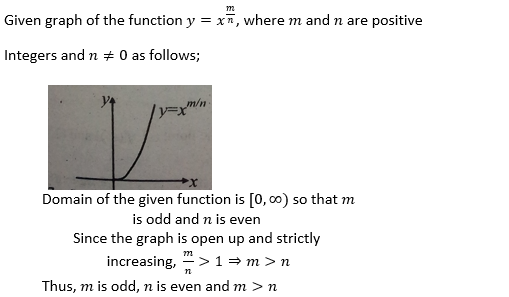 Given graph of the function y = x^(m/n), where m and n are positive
Integers and n ≠ 0 as follows;
y
y=x^m/n
x
Domain of the given function is [0, ∞) so that m
is odd and n is even
Since the graph is open up and strictly
increasing, m/n > 1 ⇒ m > n
Thus, m is odd, n is even and m > n